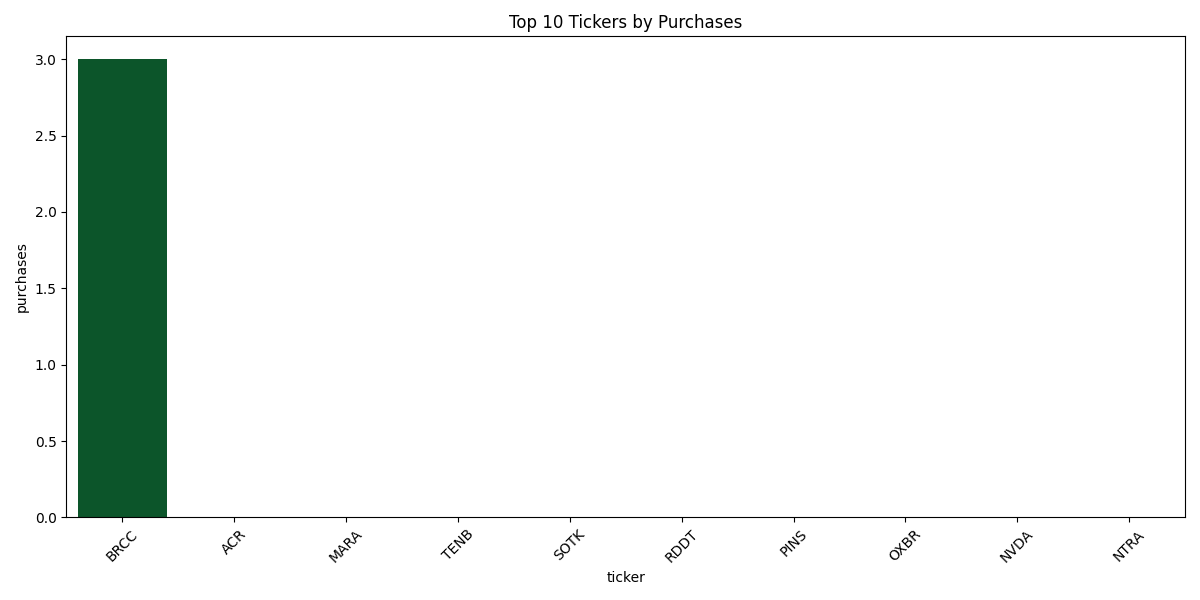 Top 10 Tickers by Purchases
purchases
3.0
2.5
2.0
1.5
1.0
0.5
0.0
BRCC ACR MARA TENB SOTK RDDT PINS OXBR NVDA NTRA
ticker